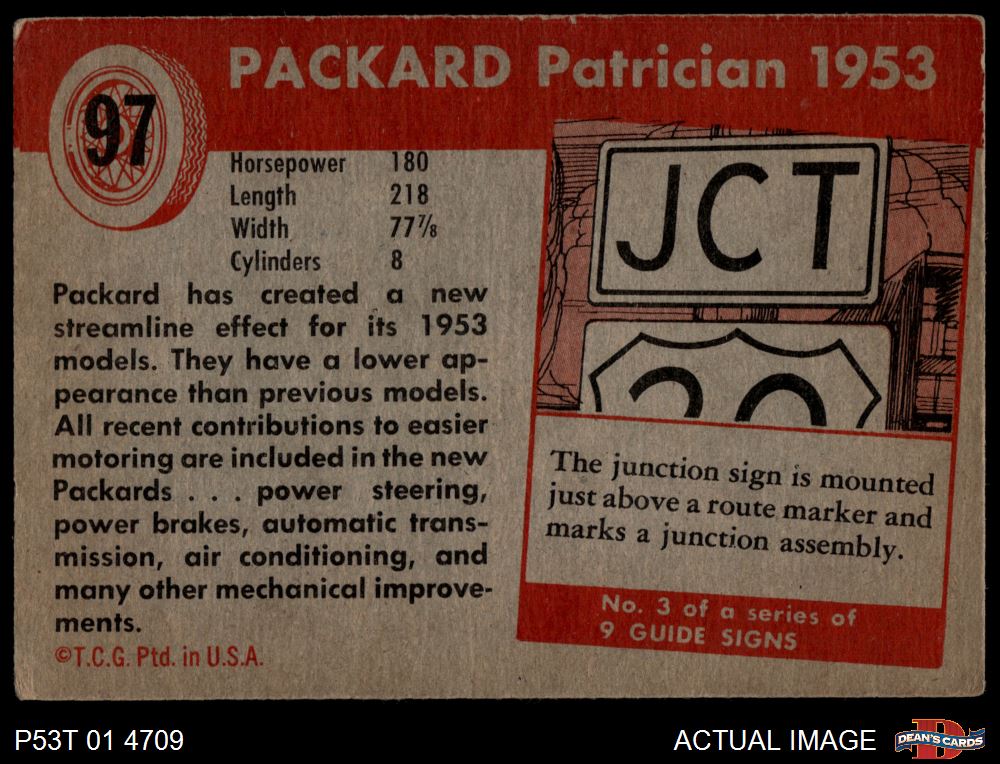 97
PACKARD Patrician 1953
Horsepower 180
Length 218
Width 77⅞
Cylinders 8
Packard has created a new
streamline effect for its 1953
models. They have a lower ap-
pearance than previous models.
All recent contributions to easier
motoring are included in the new
Packards . . . power steering,
power brakes, automatic trans-
mission, air conditioning, and
many other mechanical improve-
ments.
©T.C.G. Ptd. in U.S.A.
JCT
The junction sign is mounted
just above a route marker and
marks a junction assembly.
No. 3 of a series of
9 GUIDE SIGNS
P53T 01 4709
ACTUAL IMAGE
D
DEAN'S CARDS